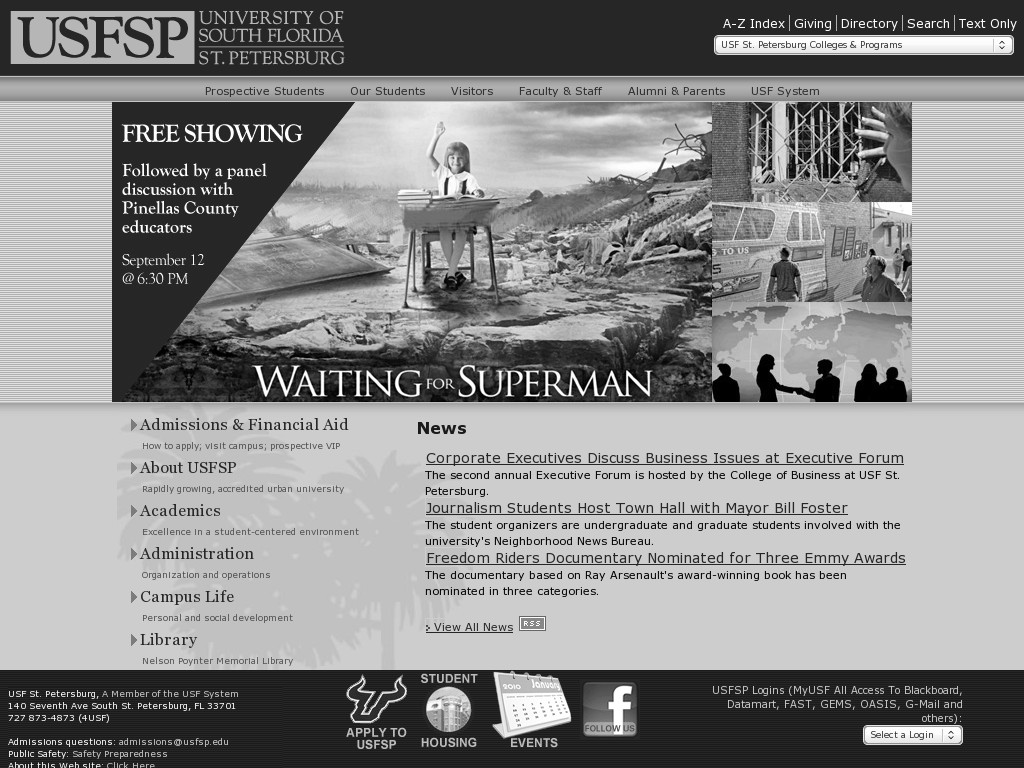 USFSP
UNIVERSITY OF
SOUTH FLORIDA
ST. PETERSBURG
A-Z Index | Giving | Directory | Search | Text Only
USF St. Petersburg Colleges & Programs
Prospective Students Our Students Visitors Faculty & Staff Alumni & Parents USF System
FREE SHOWING
Followed by a panel
discussion with
Pinellas County
educators
September 12
@ 6:30 PM
WAITING FOR SUPERMAN
TO US
Admissions & Financial Aid
How to apply; visit campus; prospective VIP
About USFSP
Rapidly growing, accredited urban university
Academics
Excellence in a student-centered environment
Administration
Organization and operations
Campus Life
Personal and social development
Library
Nelson Poynter Memorial Library
News
Corporate Executives Discuss Business Issues at Executive Forum
The second annual Executive Forum is hosted by the College of Business at USF St.
Petersburg.
Journalism Students Host Town Hall with Mayor Bill Foster
The student organizers are undergraduate and graduate students involved with the
university's Neighborhood News Bureau.
Freedom Riders Documentary Nominated for Three Emmy Awards
The documentary based on Ray Arsenault's award-winning book has been
nominated in three categories.
View All News RSS
USF St. Petersburg, A Member of the USF System
140 Seventh Ave South St. Petersburg, FL 33701
727 873-4873 (4USF)
Admissions questions: admissions@usfsp.edu
Public Safety: Safety Preparedness
About this Web site: Click Here
APPLY TO
USFSP
STUDENT
HOUSING
2010 January
EVENTS
f
FOLLOW US
USFSP Logins (MyUSF All Access To Blackboard,
Datamart, FAST, GEMS, OASIS, G-Mail and
others):
Select a Login